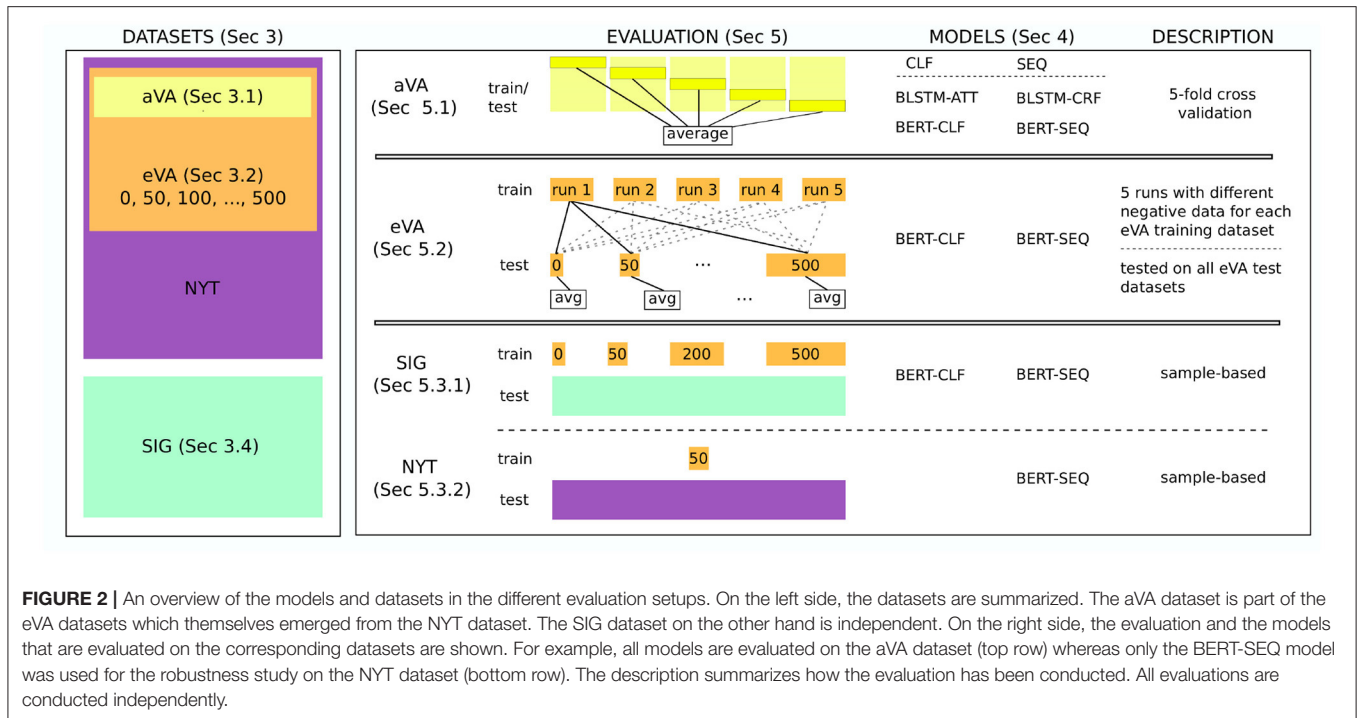 DATASETS (Sec 3)
aVA (Sec 3.1)
eVA (Sec 3.2)
0, 50, 100, ..., 500
NYT
SIG (Sec 3.4)
EVALUATION (Sec 5)
MODELS (Sec 4)
DESCRIPTION
aVA
(Sec 5.1)
train/
test
average
CLF
SEQ
BLSTM-ATT
BLSTM-CRF
BERT-CLF
BERT-SEQ
5-fold cross
validation
eVA
(Sec 5.2)
train
run 1
run 2
run 3
run 4
run 5
test
0
50
...
500
avg
avg
...
avg
BERT-CLF
BERT-SEQ
5 runs with different
negative data for each
eVA training dataset
tested on all eVA test
datasets
SIG
(Sec 5.3.1)
train
0
50
200
500
test
BERT-CLF
BERT-SEQ
sample-based
NYT
(Sec 5.3.2)
train
50
test
BERT-SEQ
sample-based
FIGURE 2 | An overview of the models and datasets in the different evaluation setups. On the left side, the datasets are summarized. The aVA dataset is part of the
eVA datasets which themselves emerged from the NYT dataset. The SIG dataset on the other hand is independent. On the right side, the evaluation and the models
that are evaluated on the corresponding datasets are shown. For example, all models are evaluated on the aVA dataset (top row) whereas only the BERT-SEQ model
was used for the robustness study on the NYT dataset (bottom row). The description summarizes how the evaluation has been conducted. All evaluations are
conducted independently.